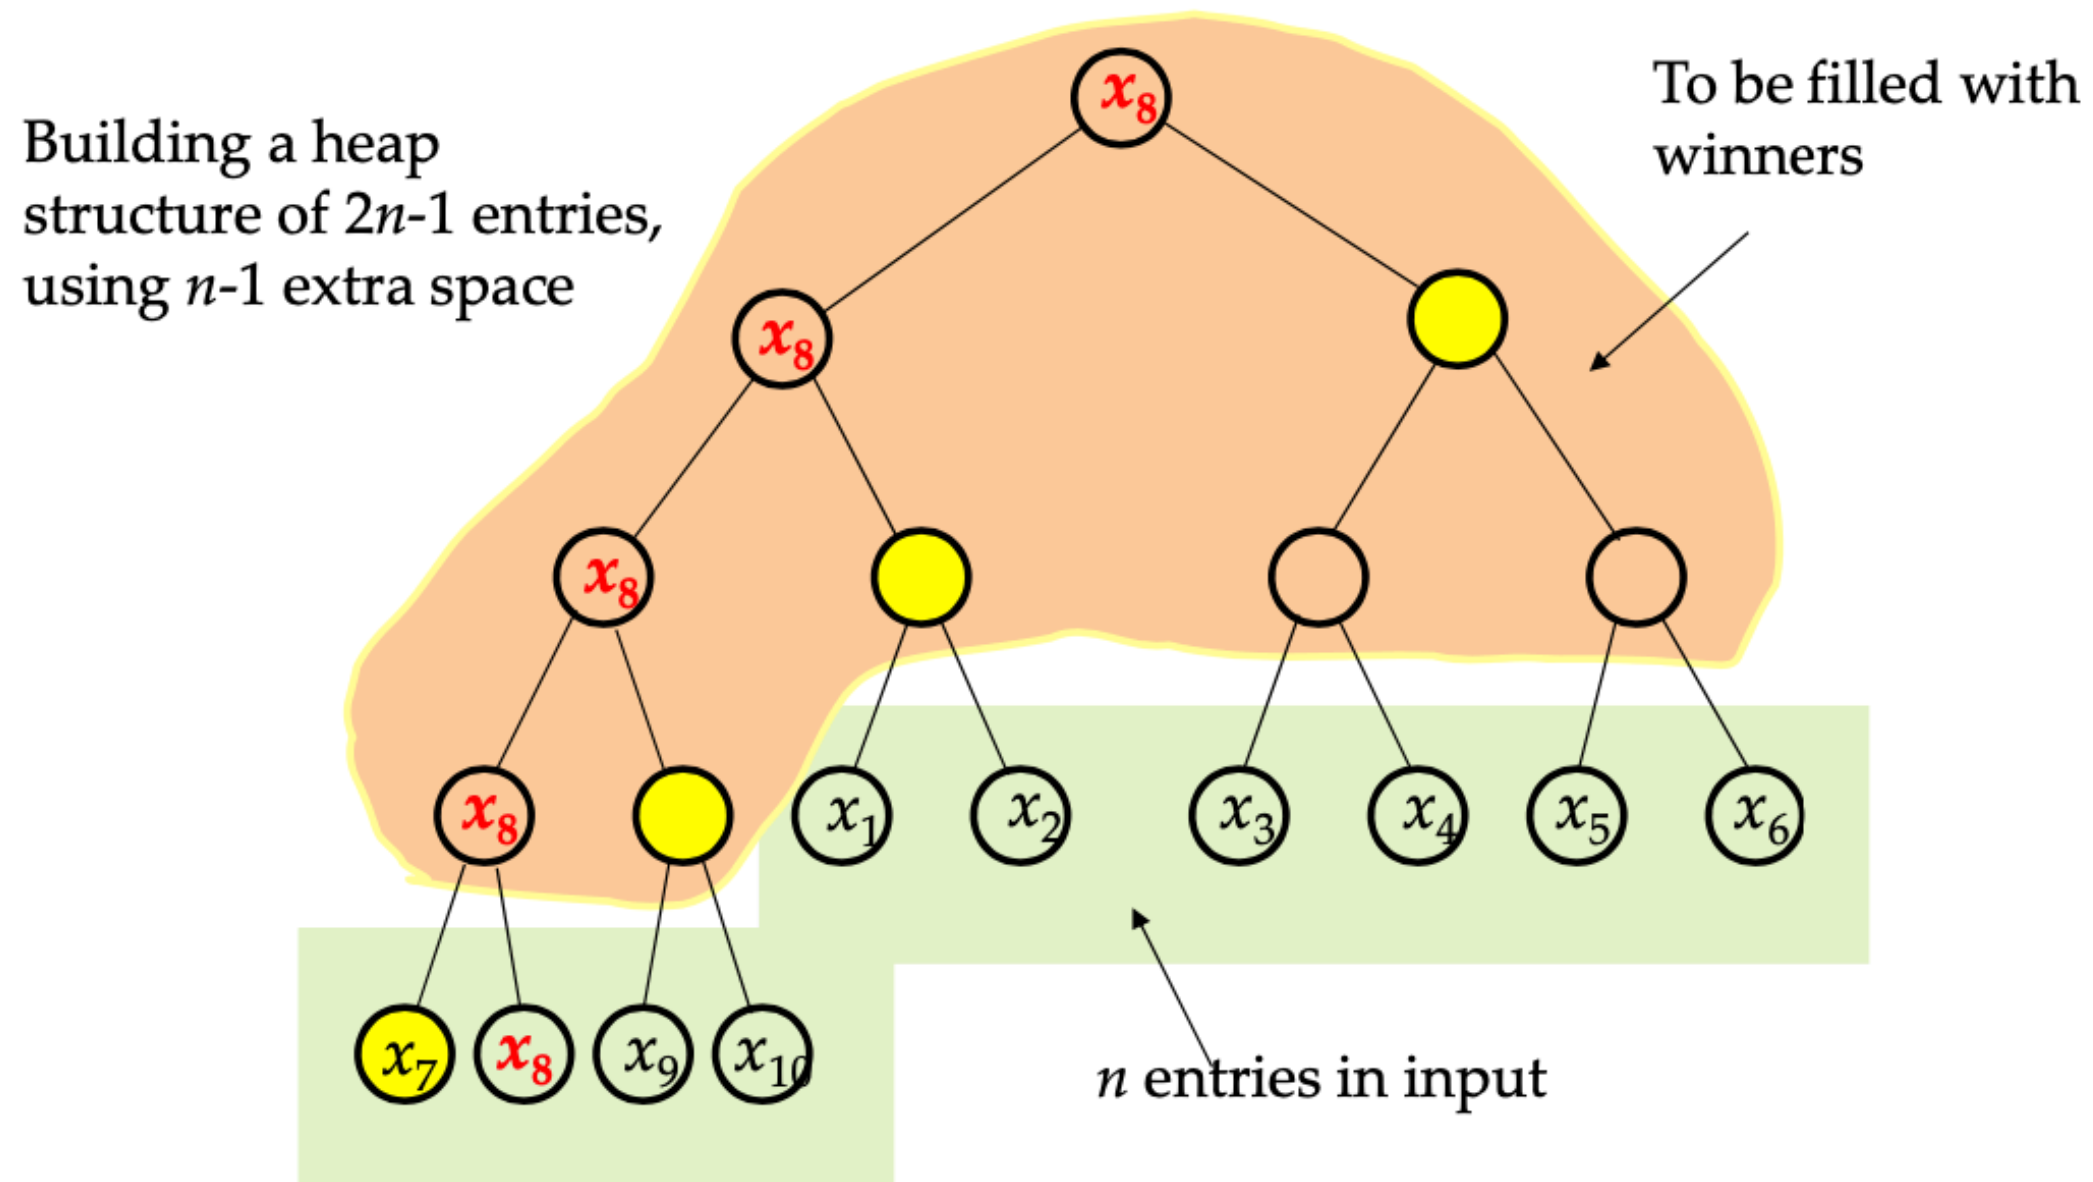 Building a heap
structure of 2n-1 entries,
using n-1 extra space
To be filled with
winners
x8
x8
x8
x8
x1
x2
x3
x4
x5
x6
x7
x8
x9
x10
n entries in input